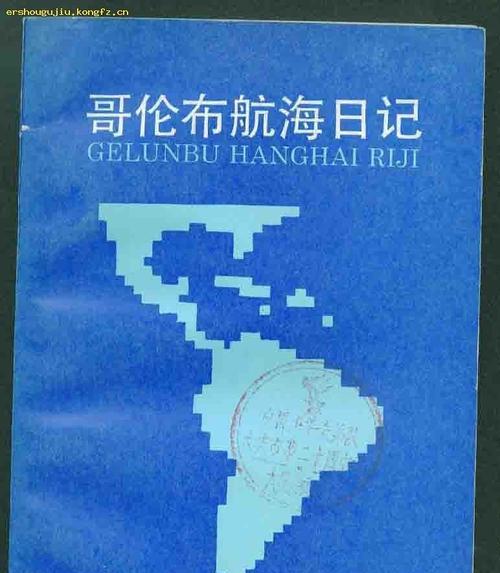 ershougujiu.kongfz.cn
哥伦布航海日记
GELUNBU HANGHAI RIJI